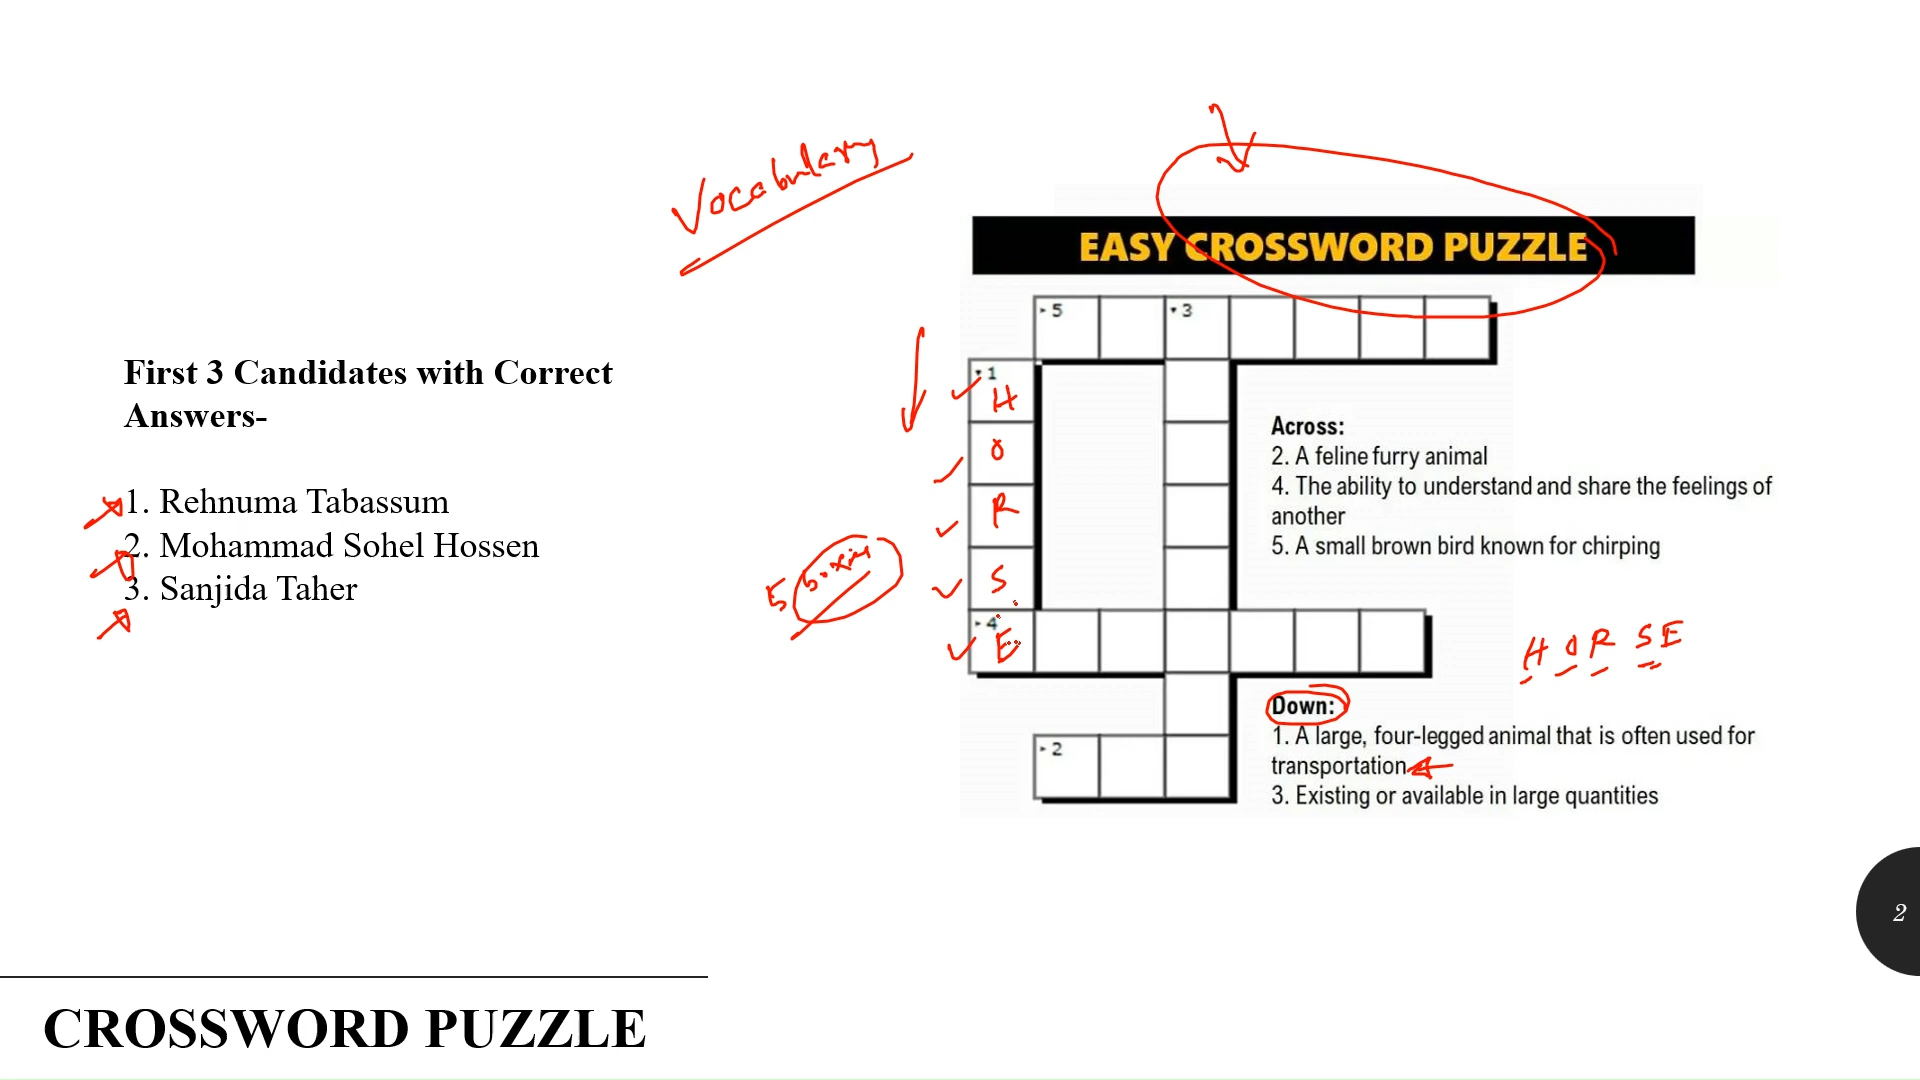 Vocabulary
EASY CROSSWORD PUZZLE
5
3
First 3 Candidates with Correct
Answers-
1. Rehnuma Tabassum
2. Mohammad Sohel Hossen
3. Sanjida Taher
1
H
O
R
S
4
E
5 boxes
2
Across:
2. A feline furry animal
4. The ability to understand and share the feelings of
another
5. A small brown bird known for chirping
H O R S E
Down:
1. A large, four-legged animal that is often used for
transportation
3. Existing or available in large quantities
2
CROSSWORD PUZZLE